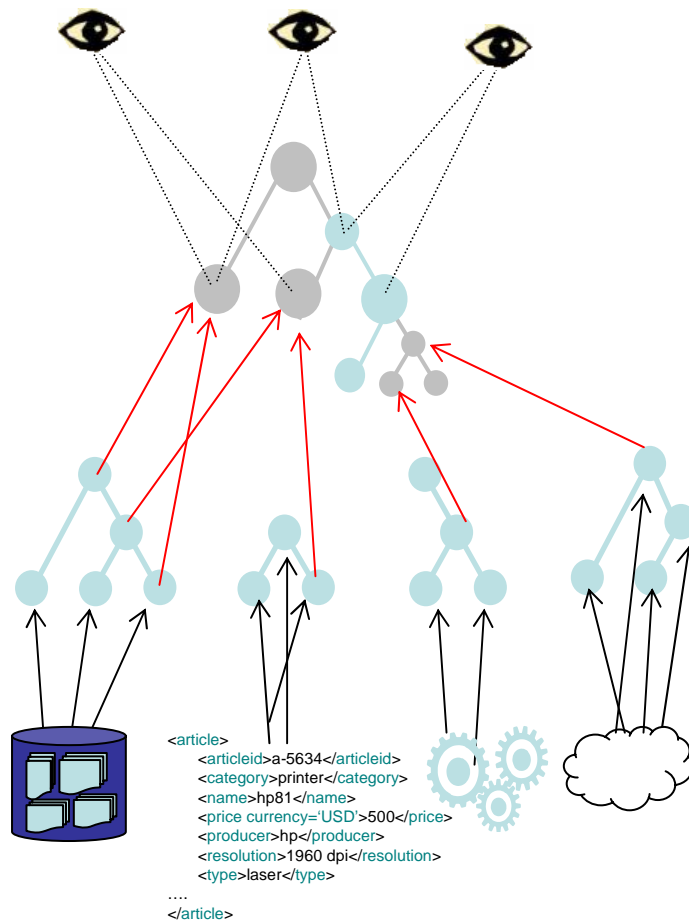 <article>
<articleid>a-5634</articleid>
<category>printer</category>
<name>hp81</name>
<price currency=‘USD’>500</price>
<producer>hp</producer>
<resolution>1960 dpi</resolution>
<type>laser</type>
….
</article>